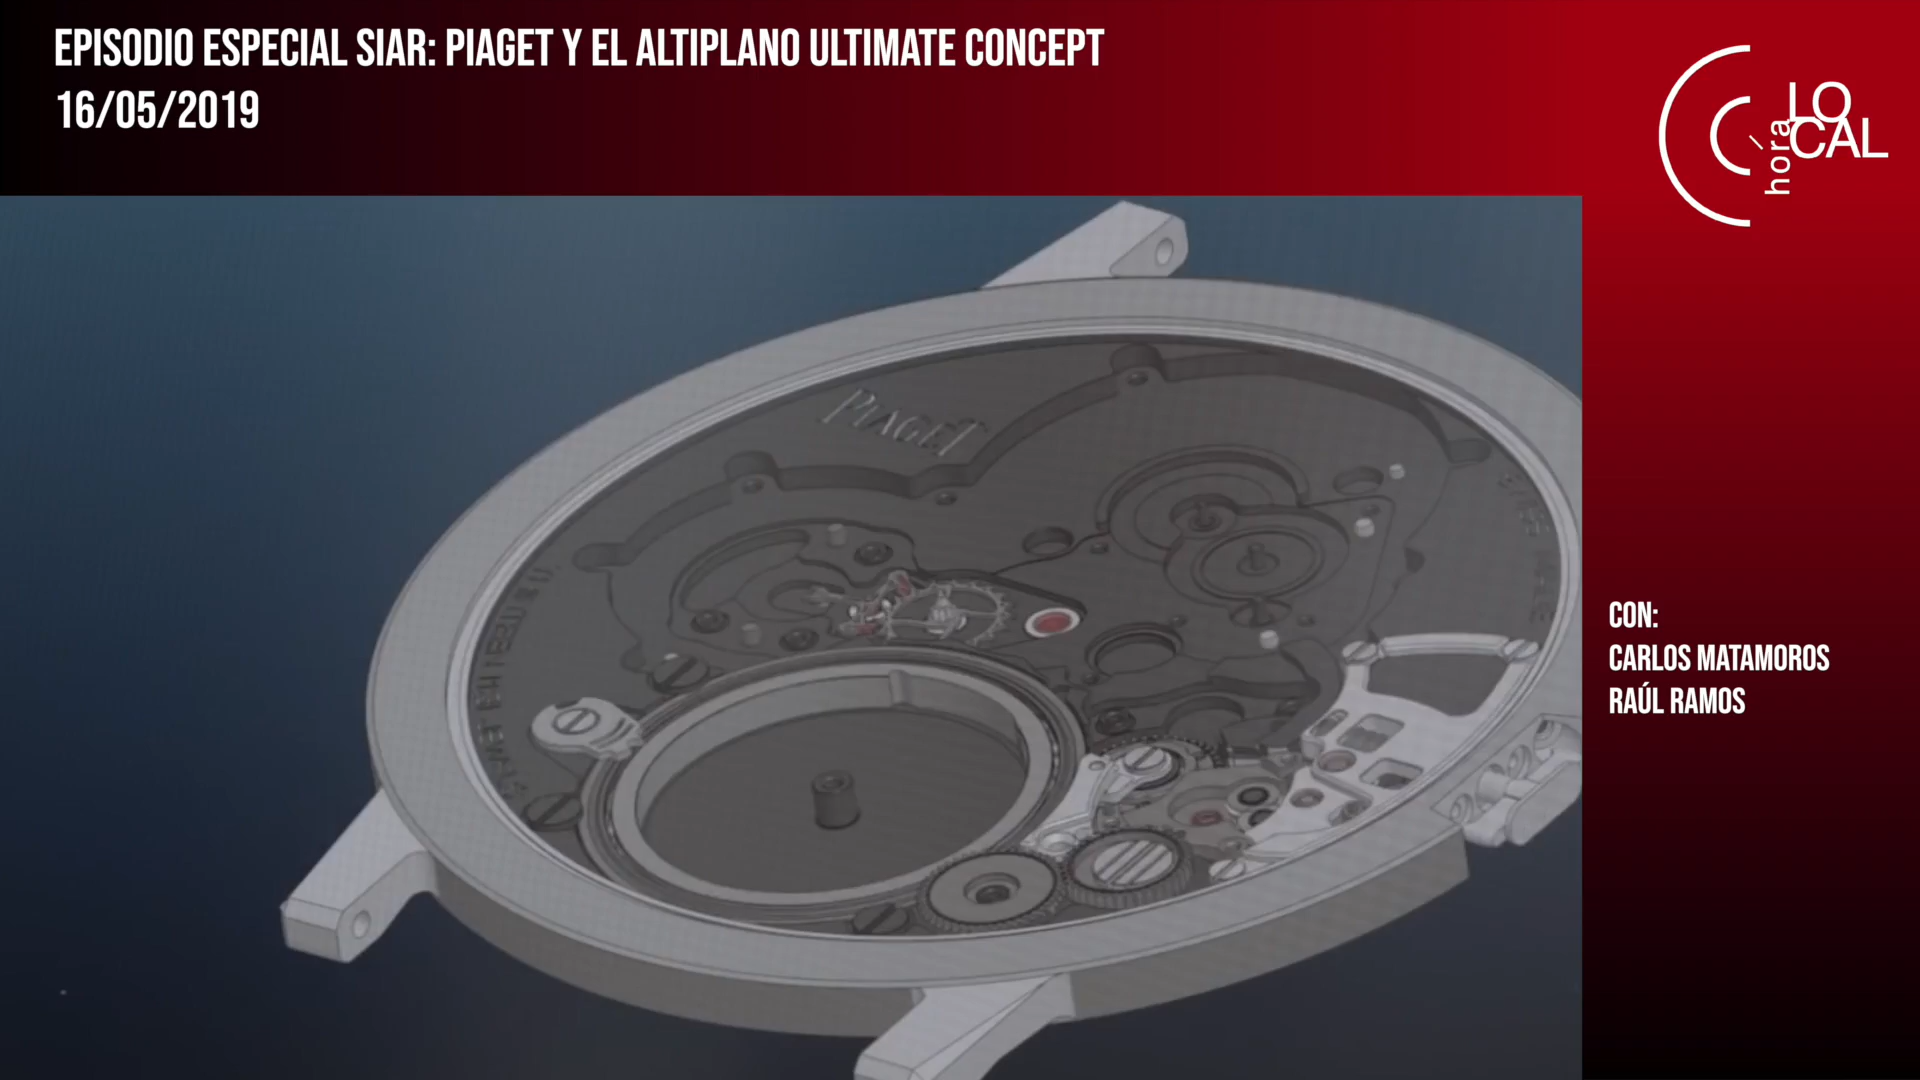 EPISODIO ESPECIAL SIAR: PIAGET Y EL ALTIPLANO ULTIMATE CONCEPT
16/05/2019
hora
LO
CAL
PIAGET
CON:
CARLOS MATAMOROS
RAÚL RAMOS